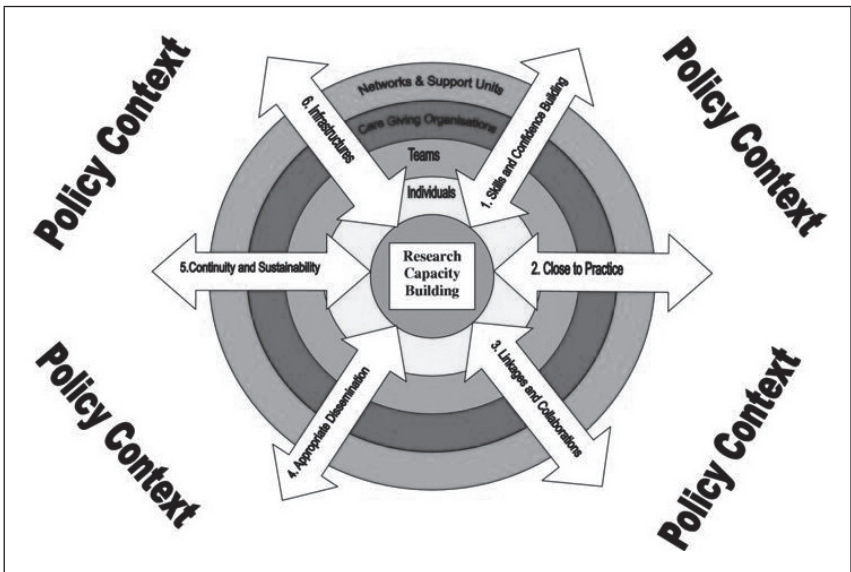 Policy Context
Policy Context
Networks & Support Units
Care Giving Organisations
Teams
Individuals
6. Infrastructures
1. Skills and Confidence Building
Research
Capacity
Building
5.Continuity and Sustainability
2. Close to Practice
4. Appropriate Dissemination
3. Linkages and Collaborations
Policy Context
Policy Context